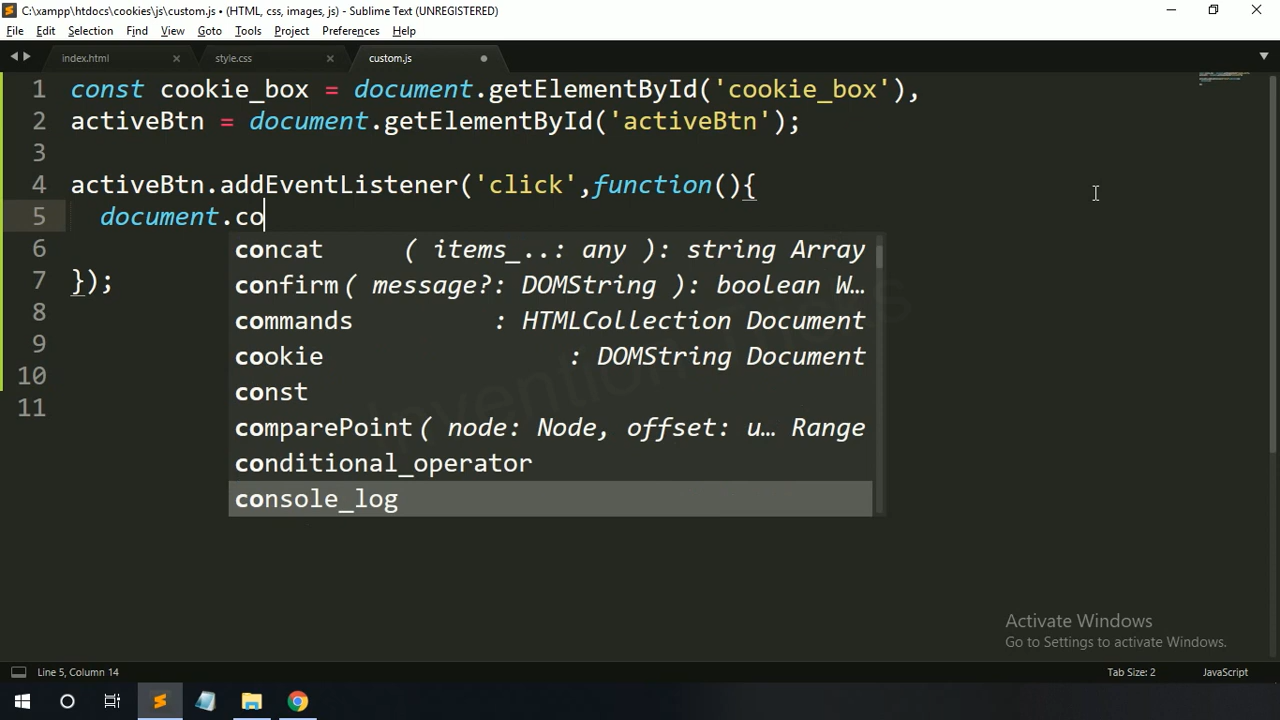 C:\xampp\htdocs\cookies\js\custom.js • (HTML, css, images, js) - Sublime Text (UNREGISTERED)
File Edit Selection Find View Goto Tools Project Preferences Help
index.html style.css custom.js
1 const cookie_box = document.getElementById('cookie_box'),
2 activeBtn = document.getElementById('activeBtn');
3
4 activeBtn.addEventListener('click',function(){
5 document.co
6
7 });
8
9
10
11
concat ( items_..: any ): string Array
confirm( message?: DOMString ): boolean W…
commands : HTMLCollection Document
cookie : DOMString Document
const
comparePoint( node: Node, offset: u… Range
conditional_operator
console_log
Invention Tricks
Activate Windows
Go to Settings to activate Windows.
Line 5, Column 14 Tab Size: 2 JavaScript